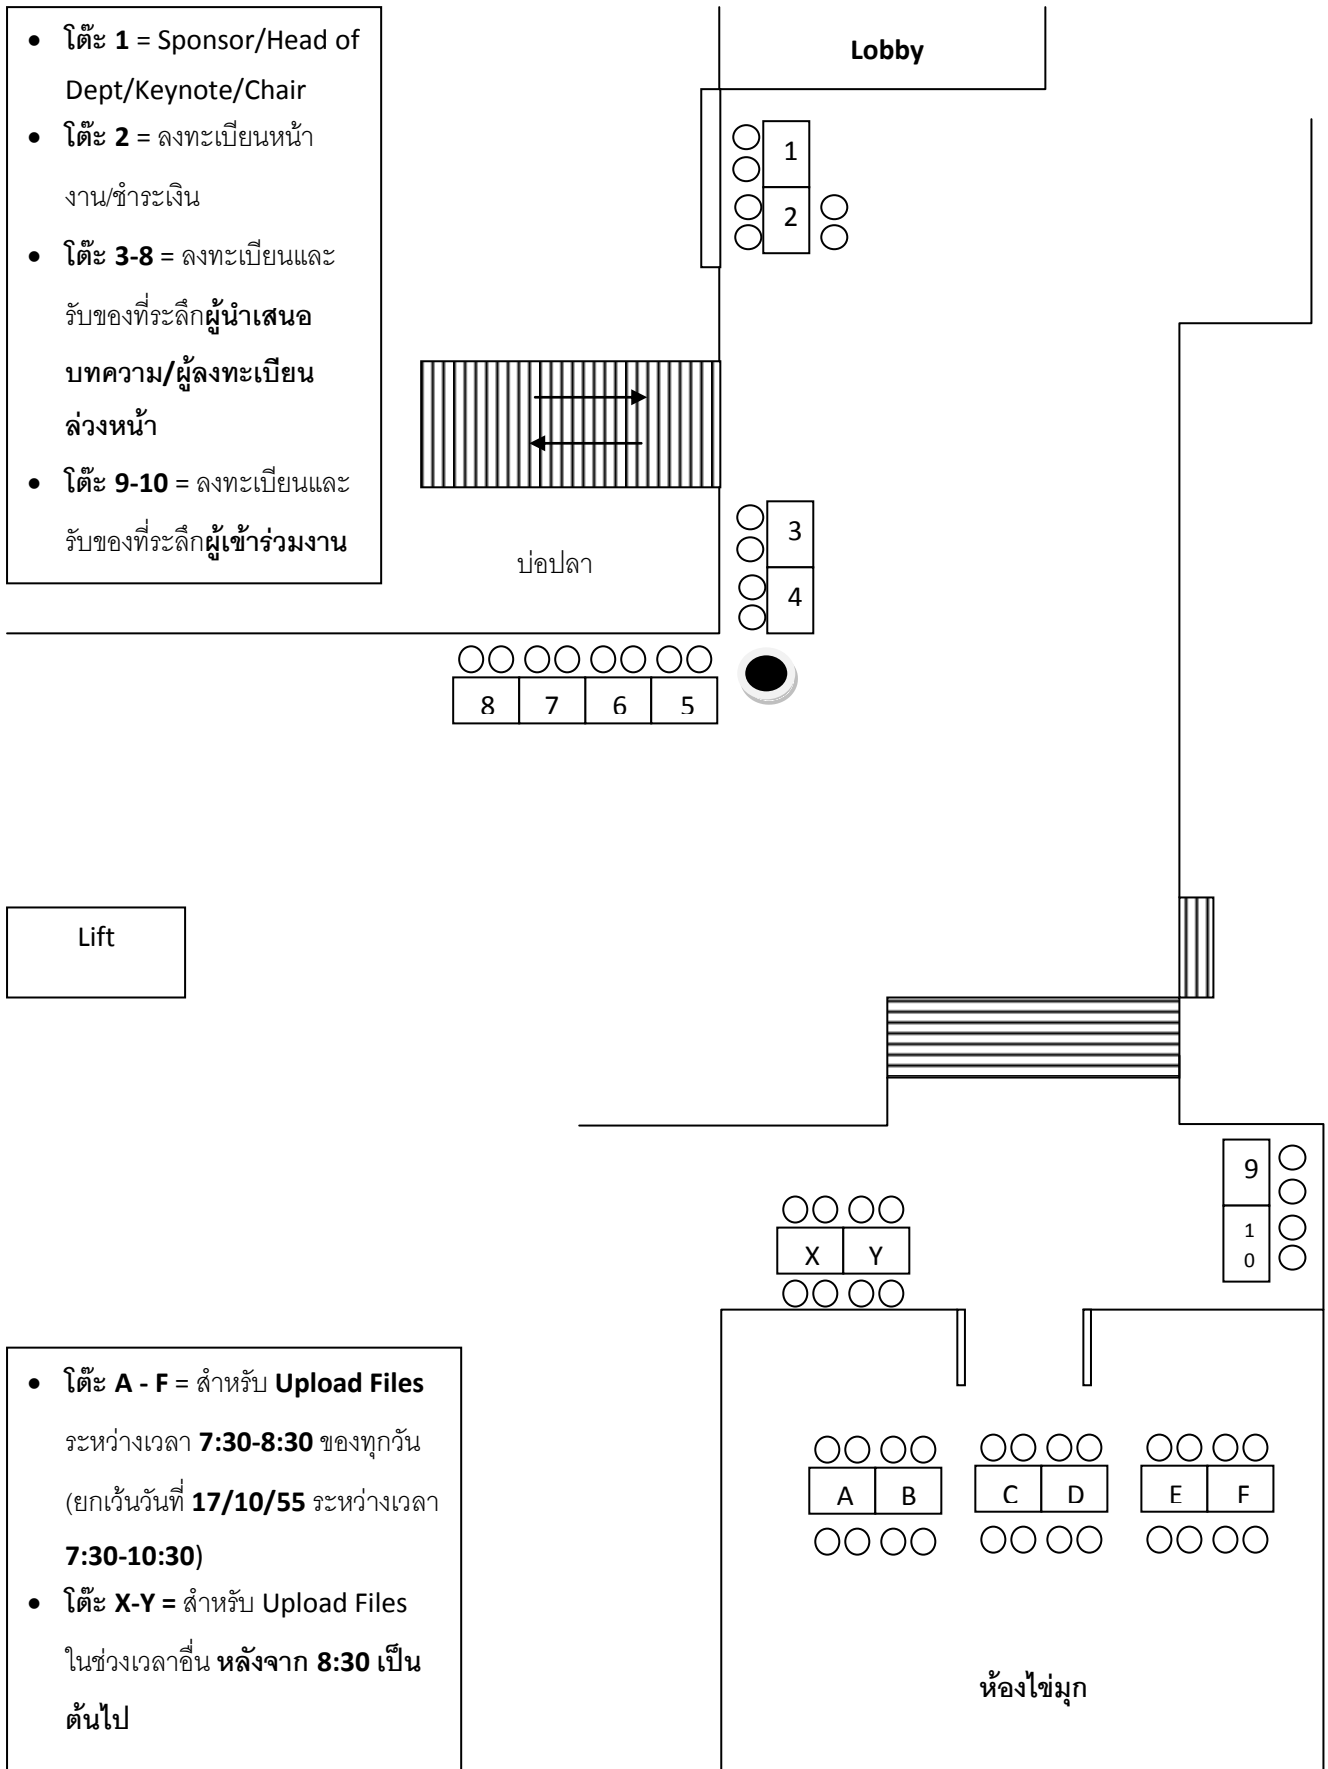 • โต๊ะ 1 = Sponsor/Head of
Dept/Keynote/Chair
• โต๊ะ 2 = ลงทะเบียนหน้า
งาน/ชำระเงิน
• โต๊ะ 3-8 = ลงทะเบียนและ
รับของที่ระลึกผู้นำเสนอ
บทความ/ผู้ลงทะเบียน
ล่วงหน้า
• โต๊ะ 9-10 = ลงทะเบียนและ
รับของที่ระลึกผู้เข้าร่วมงาน
Lobby
1
2
3
บ่อปลา
4
8 7 6 5
Lift
9
1
0
X Y
• โต๊ะ A - F = สำหรับ Upload Files
ระหว่างเวลา 7:30-8:30 ของทุกวัน
(ยกเว้นวันที่ 17/10/55 ระหว่างเวลา
7:30-10:30)
• โต๊ะ X-Y = สำหรับ Upload Files
ในช่วงเวลาอื่น หลังจาก 8:30 เป็น
ต้นไป
A B C D E F
ห้องไข่มุก